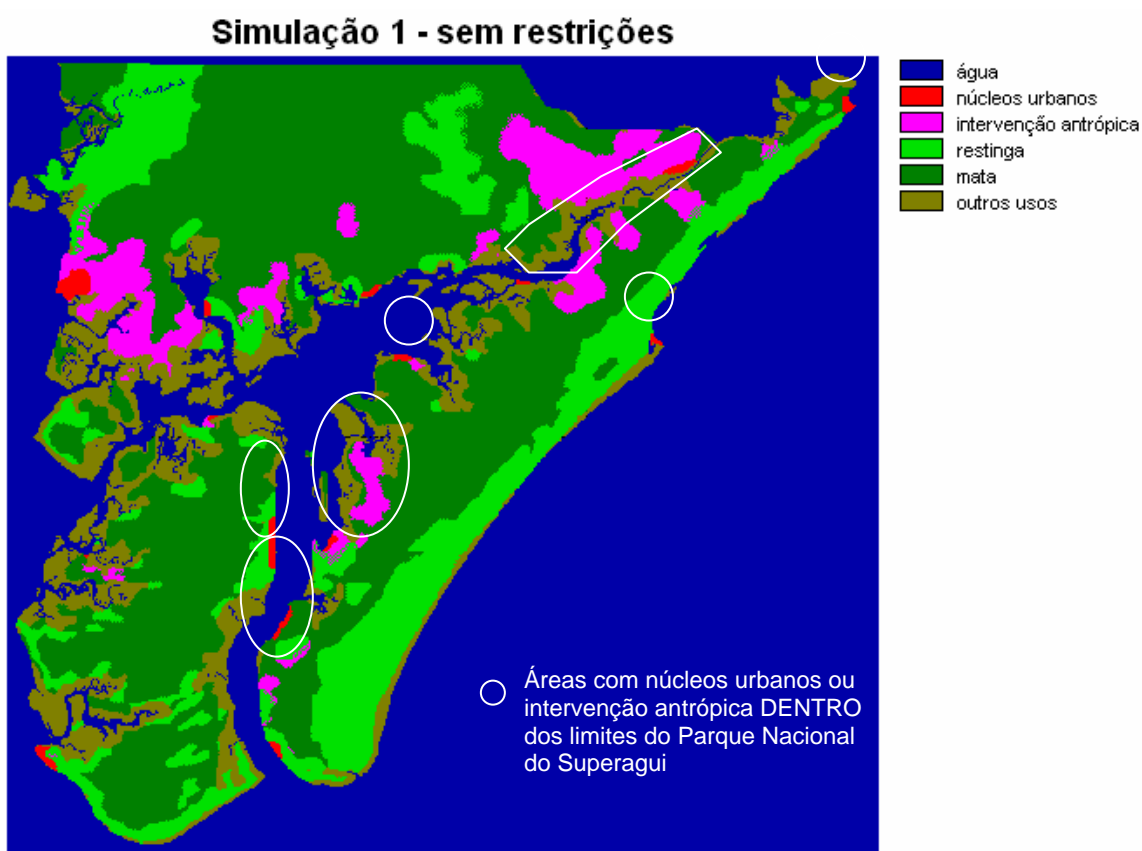 Simulação 1 - sem restrições
água
núcleos urbanos
intervenção antrópica
restinga
mata
outros usos
Áreas com núcleos urbanos ou
intervenção antrópica DENTRO
dos limites do Parque Nacional
do Superagui